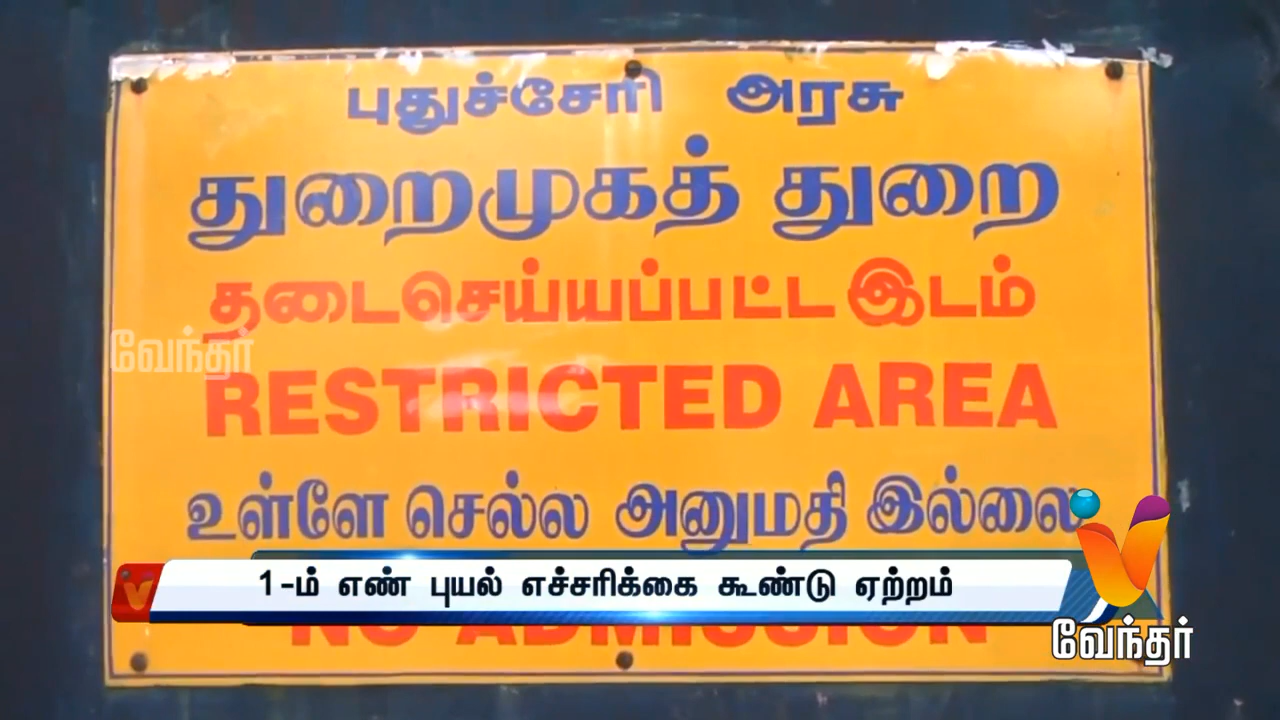 புதுச்சேரி அரசு
துறைமுகத் துறை
தடைசெய்யப்பட்ட இடம்
வேந்தர்
RESTRICTED AREA
உள்ளே செல்ல அனுமதி இல்லை
1-ம் எண் புயல் எச்சரிக்கை கூண்டு ஏற்றம்
NO ADMISSION
வேந்தர்